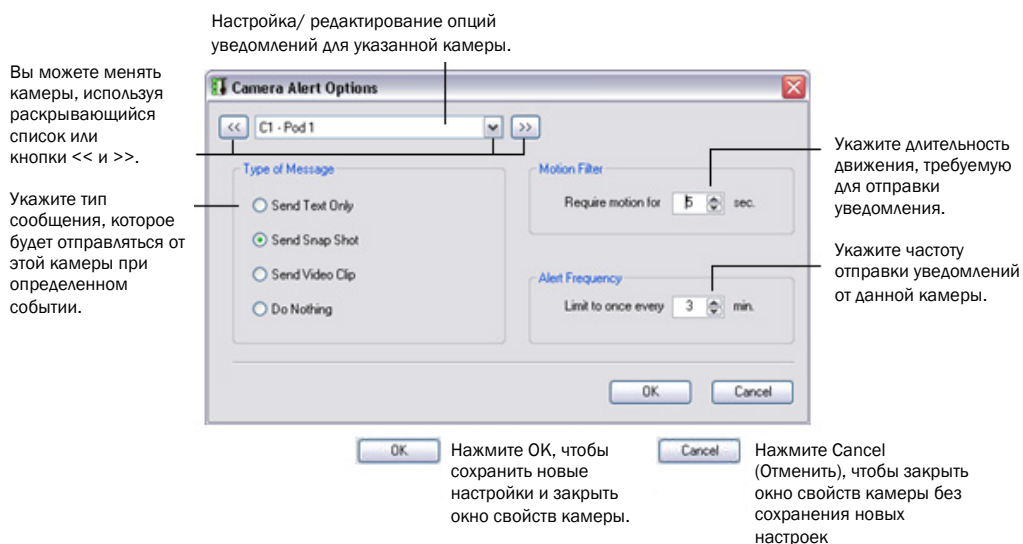 Настройка/ редактирование опций
уведомлений для указанной камеры.
Вы можете менять
камеры, используя
раскрывающийся
список или
кнопки << и >>.
Укажите тип
сообщения, которое
будет отправляться от
этой камеры при
определенном
событии.
Camera Alert Options
<< C1 - Pod 1 >>
Type of Message
Send Text Only
Send Snap Shot
Send Video Clip
Do Nothing
Motion Filter
Require motion for 5 sec.
Alert Frequency
Limit to once every 3 min.
OK Cancel
Укажите длительность
движения, требуемую
для отправки
уведомления.
Укажите частоту
отправки уведомлений
от данной камеры.
OK
Нажмите OK, чтобы
сохранить новые
настройки и закрыть
окно свойств камеры.
Cancel
Нажмите Cancel
(Отменить), чтобы закрыть
окно свойств камеры без
сохранения новых
настроек